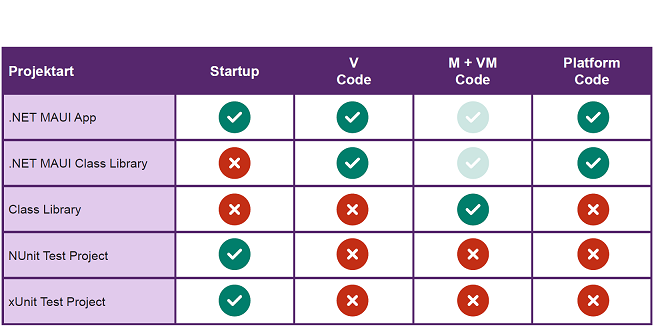 Projektart
Startup
V
Code
M + VM
Code
Platform
Code
.NET MAUI App
.NET MAUI Class Library
Class Library
NUnit Test Project
xUnit Test Project